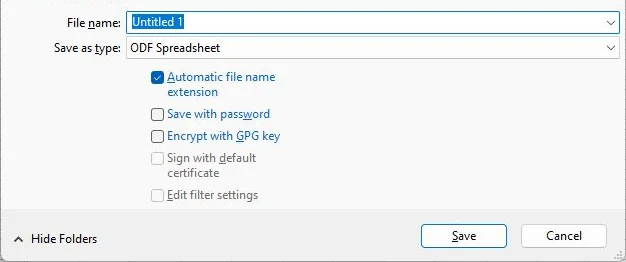 File name: Untitled 1
Save as type: ODF Spreadsheet
Automatic file name
extension
Save with password
Encrypt with GPG key
Sign with default
certificate
Edit filter settings
Hide Folders Save Cancel